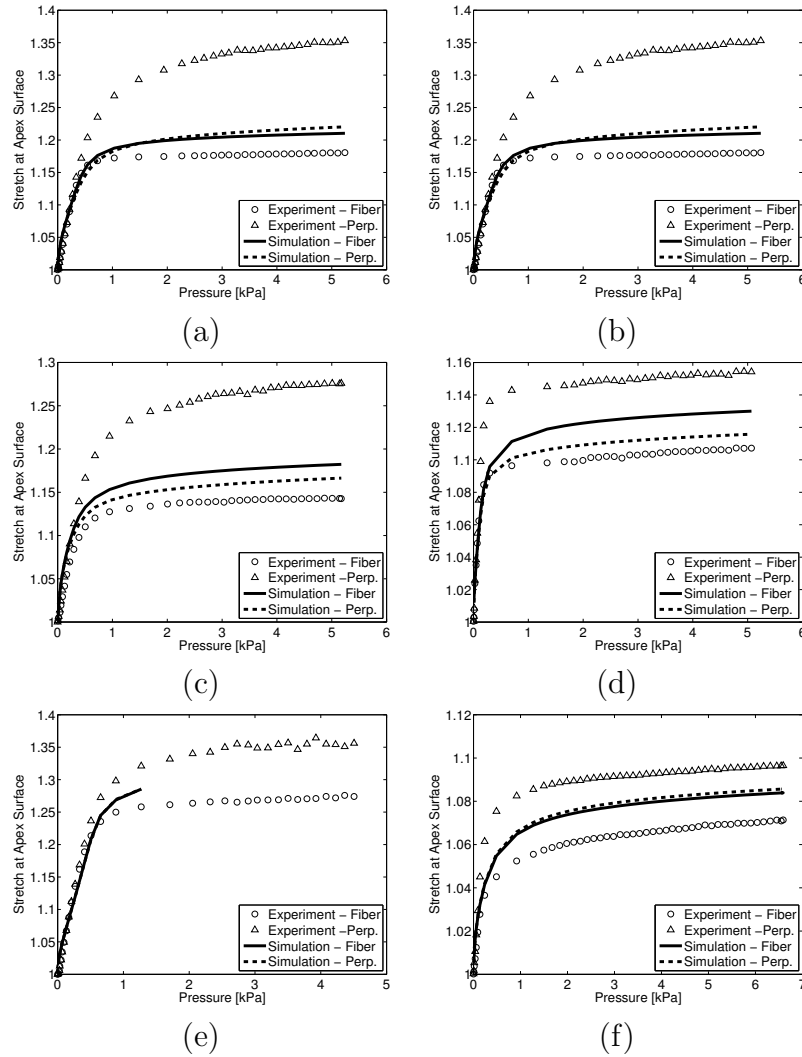 1.4
1.35
1.3
1.25
1.2
1.15
1.1
1.05
1
Stretch at Apex Surface
Experiment − Fiber
Experiment −Perp.
Simulation − Fiber
Simulation − Perp.
0 1 2 3 4 5 6
Pressure [kPa]
(a)
1.4
1.35
1.3
1.25
1.2
1.15
1.1
1.05
1
Stretch at Apex Surface
Experiment − Fiber
Experiment −Perp.
Simulation − Fiber
Simulation − Perp.
0 1 2 3 4 5 6
Pressure [kPa]
(b)
1.3
1.25
1.2
1.15
1.1
1.05
1
Stretch at Apex Surface
Experiment − Fiber
Experiment −Perp.
Simulation − Fiber
Simulation − Perp.
0 1 2 3 4 5 6
Pressure [kPa]
(c)
1.16
1.14
1.12
1.1
1.08
1.06
1.04
1.02
1
Stretch at Apex Surface
Experiment − Fiber
Experiment −Perp.
Simulation − Fiber
Simulation − Perp.
0 1 2 3 4 5 6
Pressure [kPa]
(d)
1.4
1.35
1.3
1.25
1.2
1.15
1.1
1.05
1
Stretch at Apex Surface
Experiment − Fiber
Experiment −Perp.
Simulation − Fiber
Simulation − Perp.
0 1 2 3 4 5
Pressure [kPa]
(e)
1.12
1.1
1.08
1.06
1.04
1.02
1
Stretch at Apex Surface
Experiment − Fiber
Experiment −Perp.
Simulation − Fiber
Simulation − Perp.
0 1 2 3 4 5 6 7
Pressure [kPa]
(f)